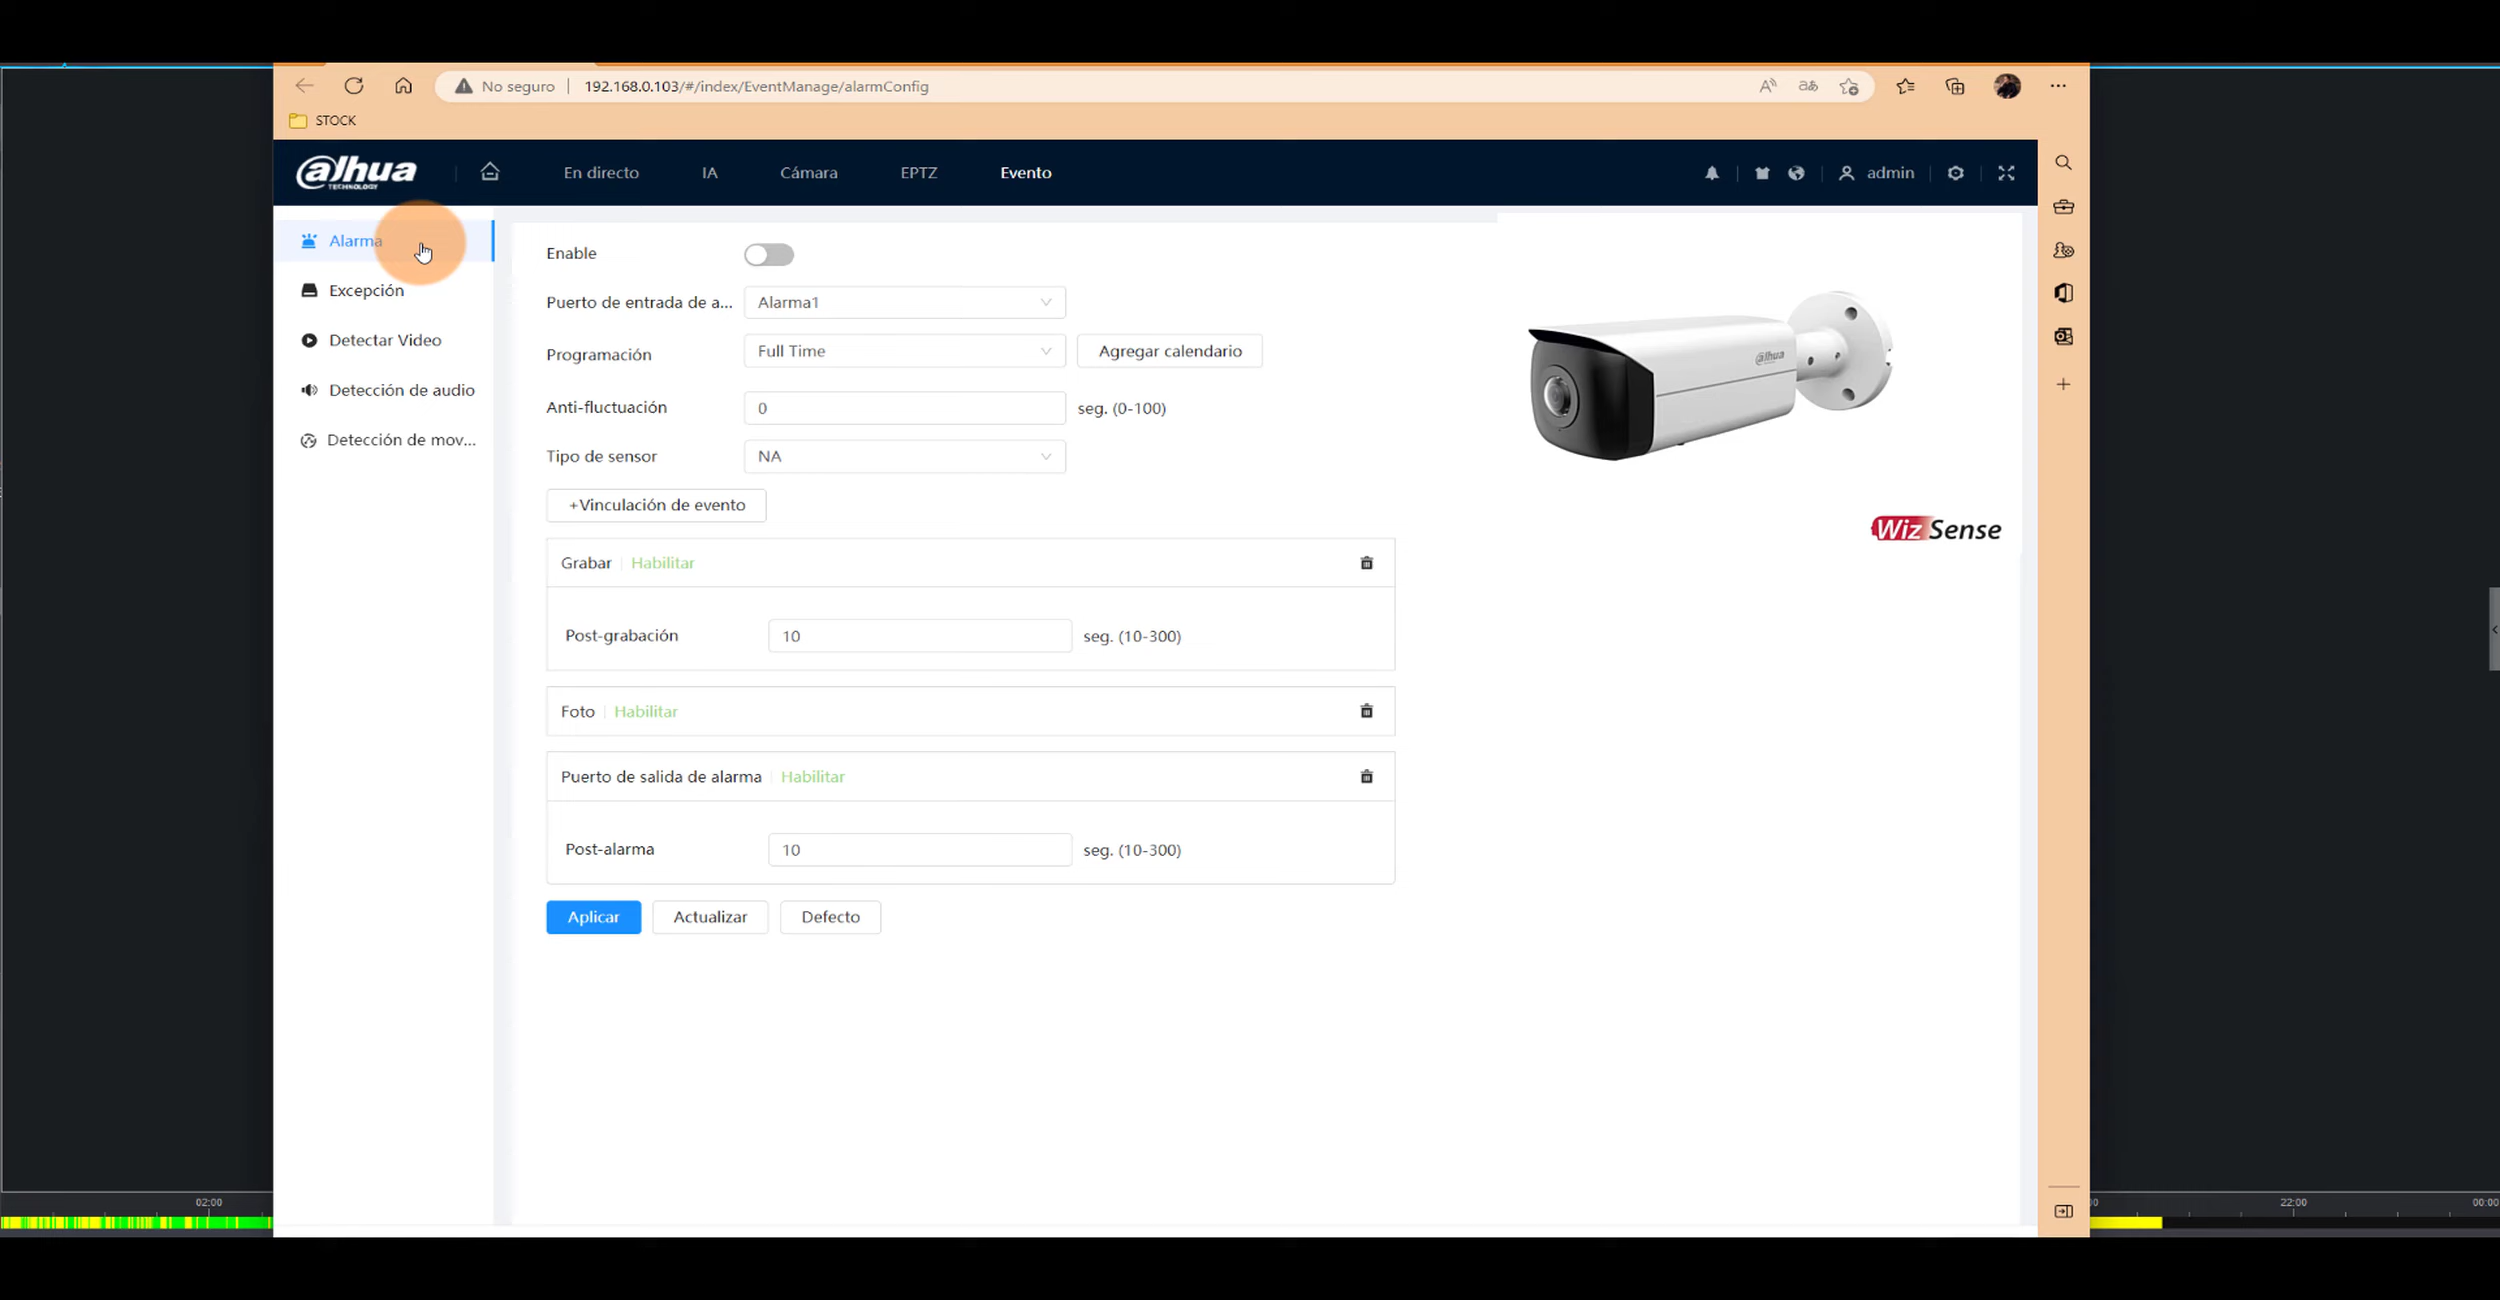 No seguro | 192.168.0.103/#/index/EventManage/alarmConfig
STOCK
alhua TECHNOLOGY
En directo
IA
Cámara
EPTZ
Evento
admin
Alarma
Excepción
Detectar Video
Detección de audio
Detección de mov...
Enable
Puerto de entrada de a... Alarma1
Programación Full Time Agregar calendario
Anti-fluctuación 0 seg. (0-100)
Tipo de sensor NA
+Vinculación de evento
Grabar | Habilitar
Post-grabación 10 seg. (10-300)
Foto | Habilitar
Puerto de salida de alarma | Habilitar
Post-alarma 10 seg. (10-300)
Aplicar Actualizar Defecto
alhua
Wiz Sense
02:00
22:00
00:00